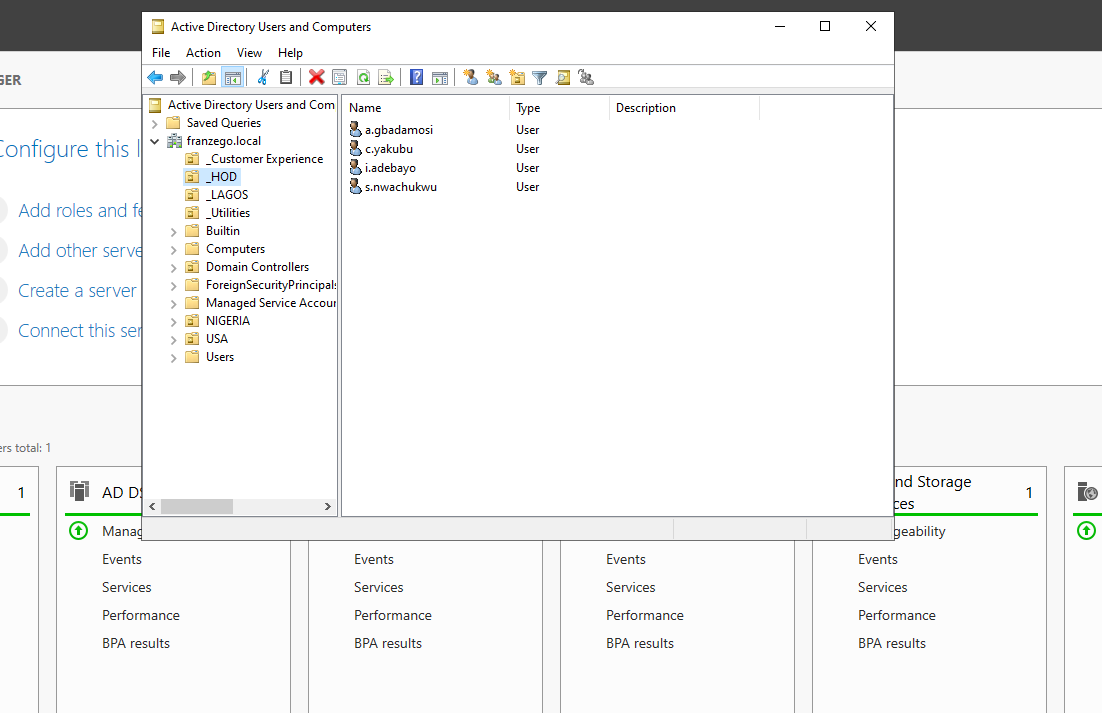 GER
Configure this l
Add roles and fe
Add other serve
Create a server
Connect this ser
ers total: 1
Active Directory Users and Computers
File Action View Help
Active Directory Users and Com
Saved Queries
franzego.local
_Customer Experience
_HOD
_LAGOS
_Utilities
Builtin
Computers
Domain Controllers
ForeignSecurityPrincipals
Managed Service Accour
NIGERIA
USA
Users
Name Type Description
a.gbadamosi User
c.yakubu User
i.adebayo User
s.nwachukwu User
1
AD DS
Manag
Events
Services
Performance
BPA results
Events
Services
Performance
BPA results
Events
Services
Performance
BPA results
nd Storage
ces
1
geability
Events
Services
Performance
BPA results